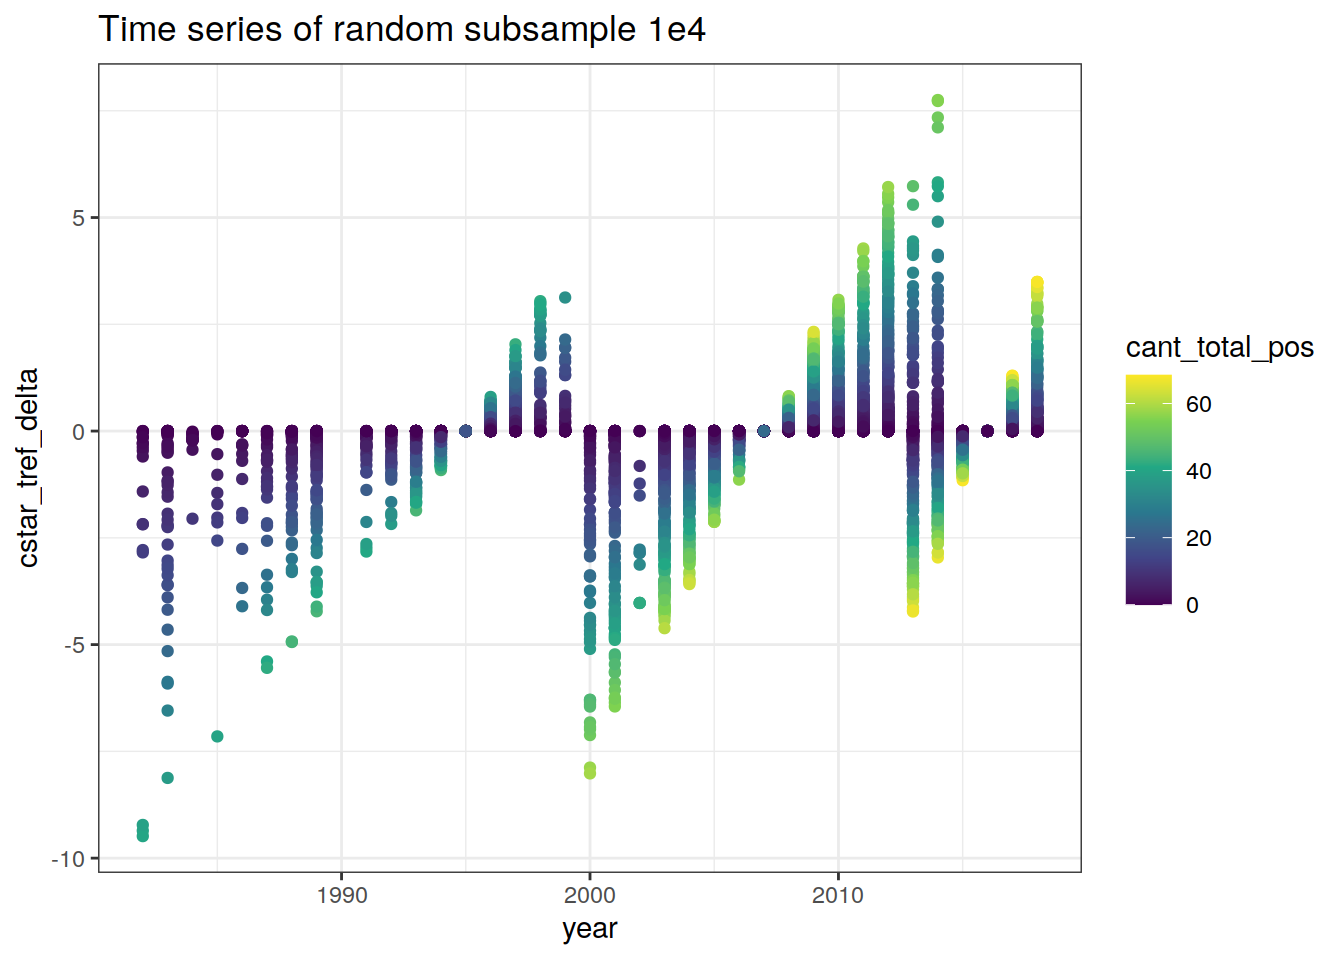 Time series of random subsample 1e4
cstar_tref_delta
5
0
-5
-10
1990
2000
2010
year
cant_total_pos
60
40
20
0